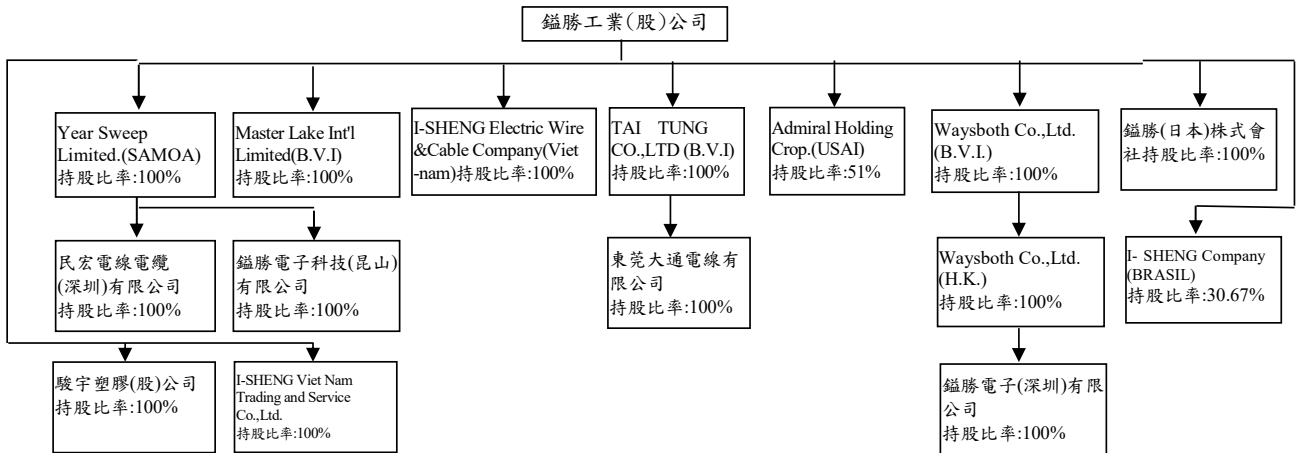 鎰勝工業(股)公司
Year Sweep
Limited.(SAMOA)
持股比率:100%
Master Lake Int'l
Limited(B.V.I)
持股比率:100%
I-SHENG Electric Wire
&Cable Company(Viet
-nam)持股比率:100%
TAI TUNG
CO.,LTD (B.V.I)
持股比率:100%
Admiral Holding
Crop.(USAI)
持股比率:51%
Waysboth Co.,Ltd.
(B.V.I.)
持股比率:100%
鎰勝(日本)株式會
社持股比率:100%
民宏電線電纜
(深圳)有限公司
持股比率:100%
鎰勝電子科技(昆山)
有限公司
持股比率:100%
東莞大通電線有
限公司
持股比率:100%
Waysboth Co.,Ltd.
(H.K.)
持股比率:100%
I- SHENG Company
(BRASIL)
持股比率:30.67%
駿宇塑膠(股)公司
持股比率:100%
I-SHENG Viet Nam
Trading and Service
Co.,Ltd.
持股比率:100%
鎰勝電子(深圳)有限
公司
持股比率:100%